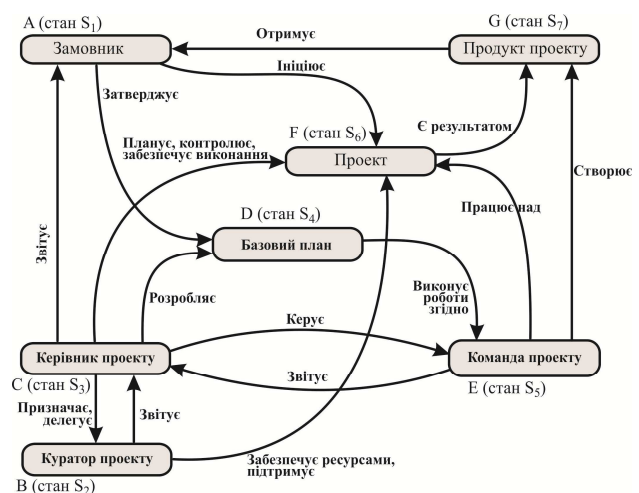 A (стан S1)
Замовник
G (стан S7)
Продукт проекту
Отримує
Ініціює
Затверджує
F (стан S6)
Проект
Є результатом
Планує, контролює,
забезпечує виконання
Створює
Працює над
D (стан S4)
Базовий план
Звітує
Розробляє
Виконує
роботи
згідно
Керує
Керівник проекту
C (стан S3)
Команда проекту
E (стан S5)
Звітує
Призначає,
делегує
Звітує
Куратор проекту
B (стан S2)
Забезпечує ресурсами,
підтримує